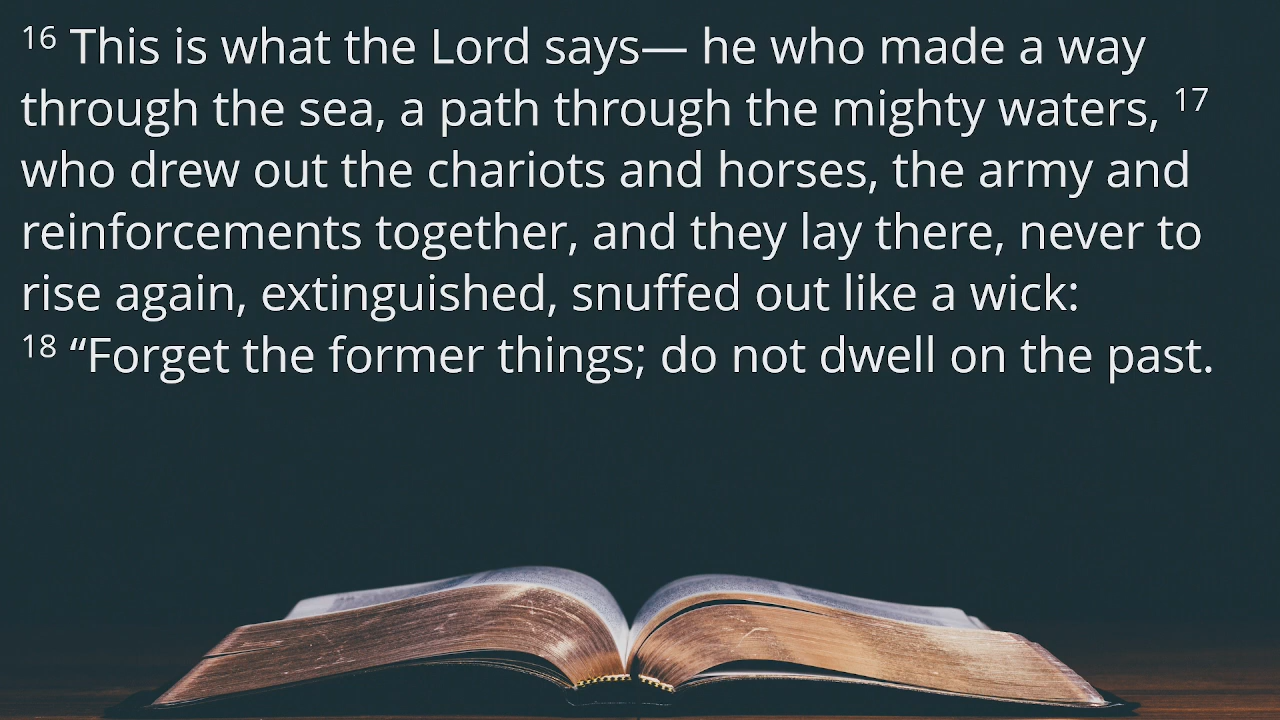 16 This is what the Lord says— he who made a way
through the sea, a path through the mighty waters, 17
who drew out the chariots and horses, the army and
reinforcements together, and they lay there, never to
rise again, extinguished, snuffed out like a wick:
18 “Forget the former things; do not dwell on the past.